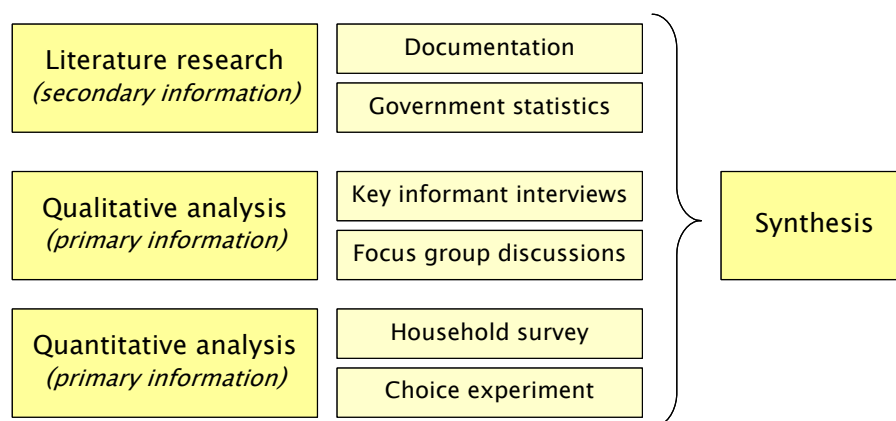 Literature research
(secondary information)
Documentation
Government statistics
Qualitative analysis
(primary information)
Key informant interviews
Focus group discussions
Quantitative analysis
(primary information)
Household survey
Choice experiment
Synthesis